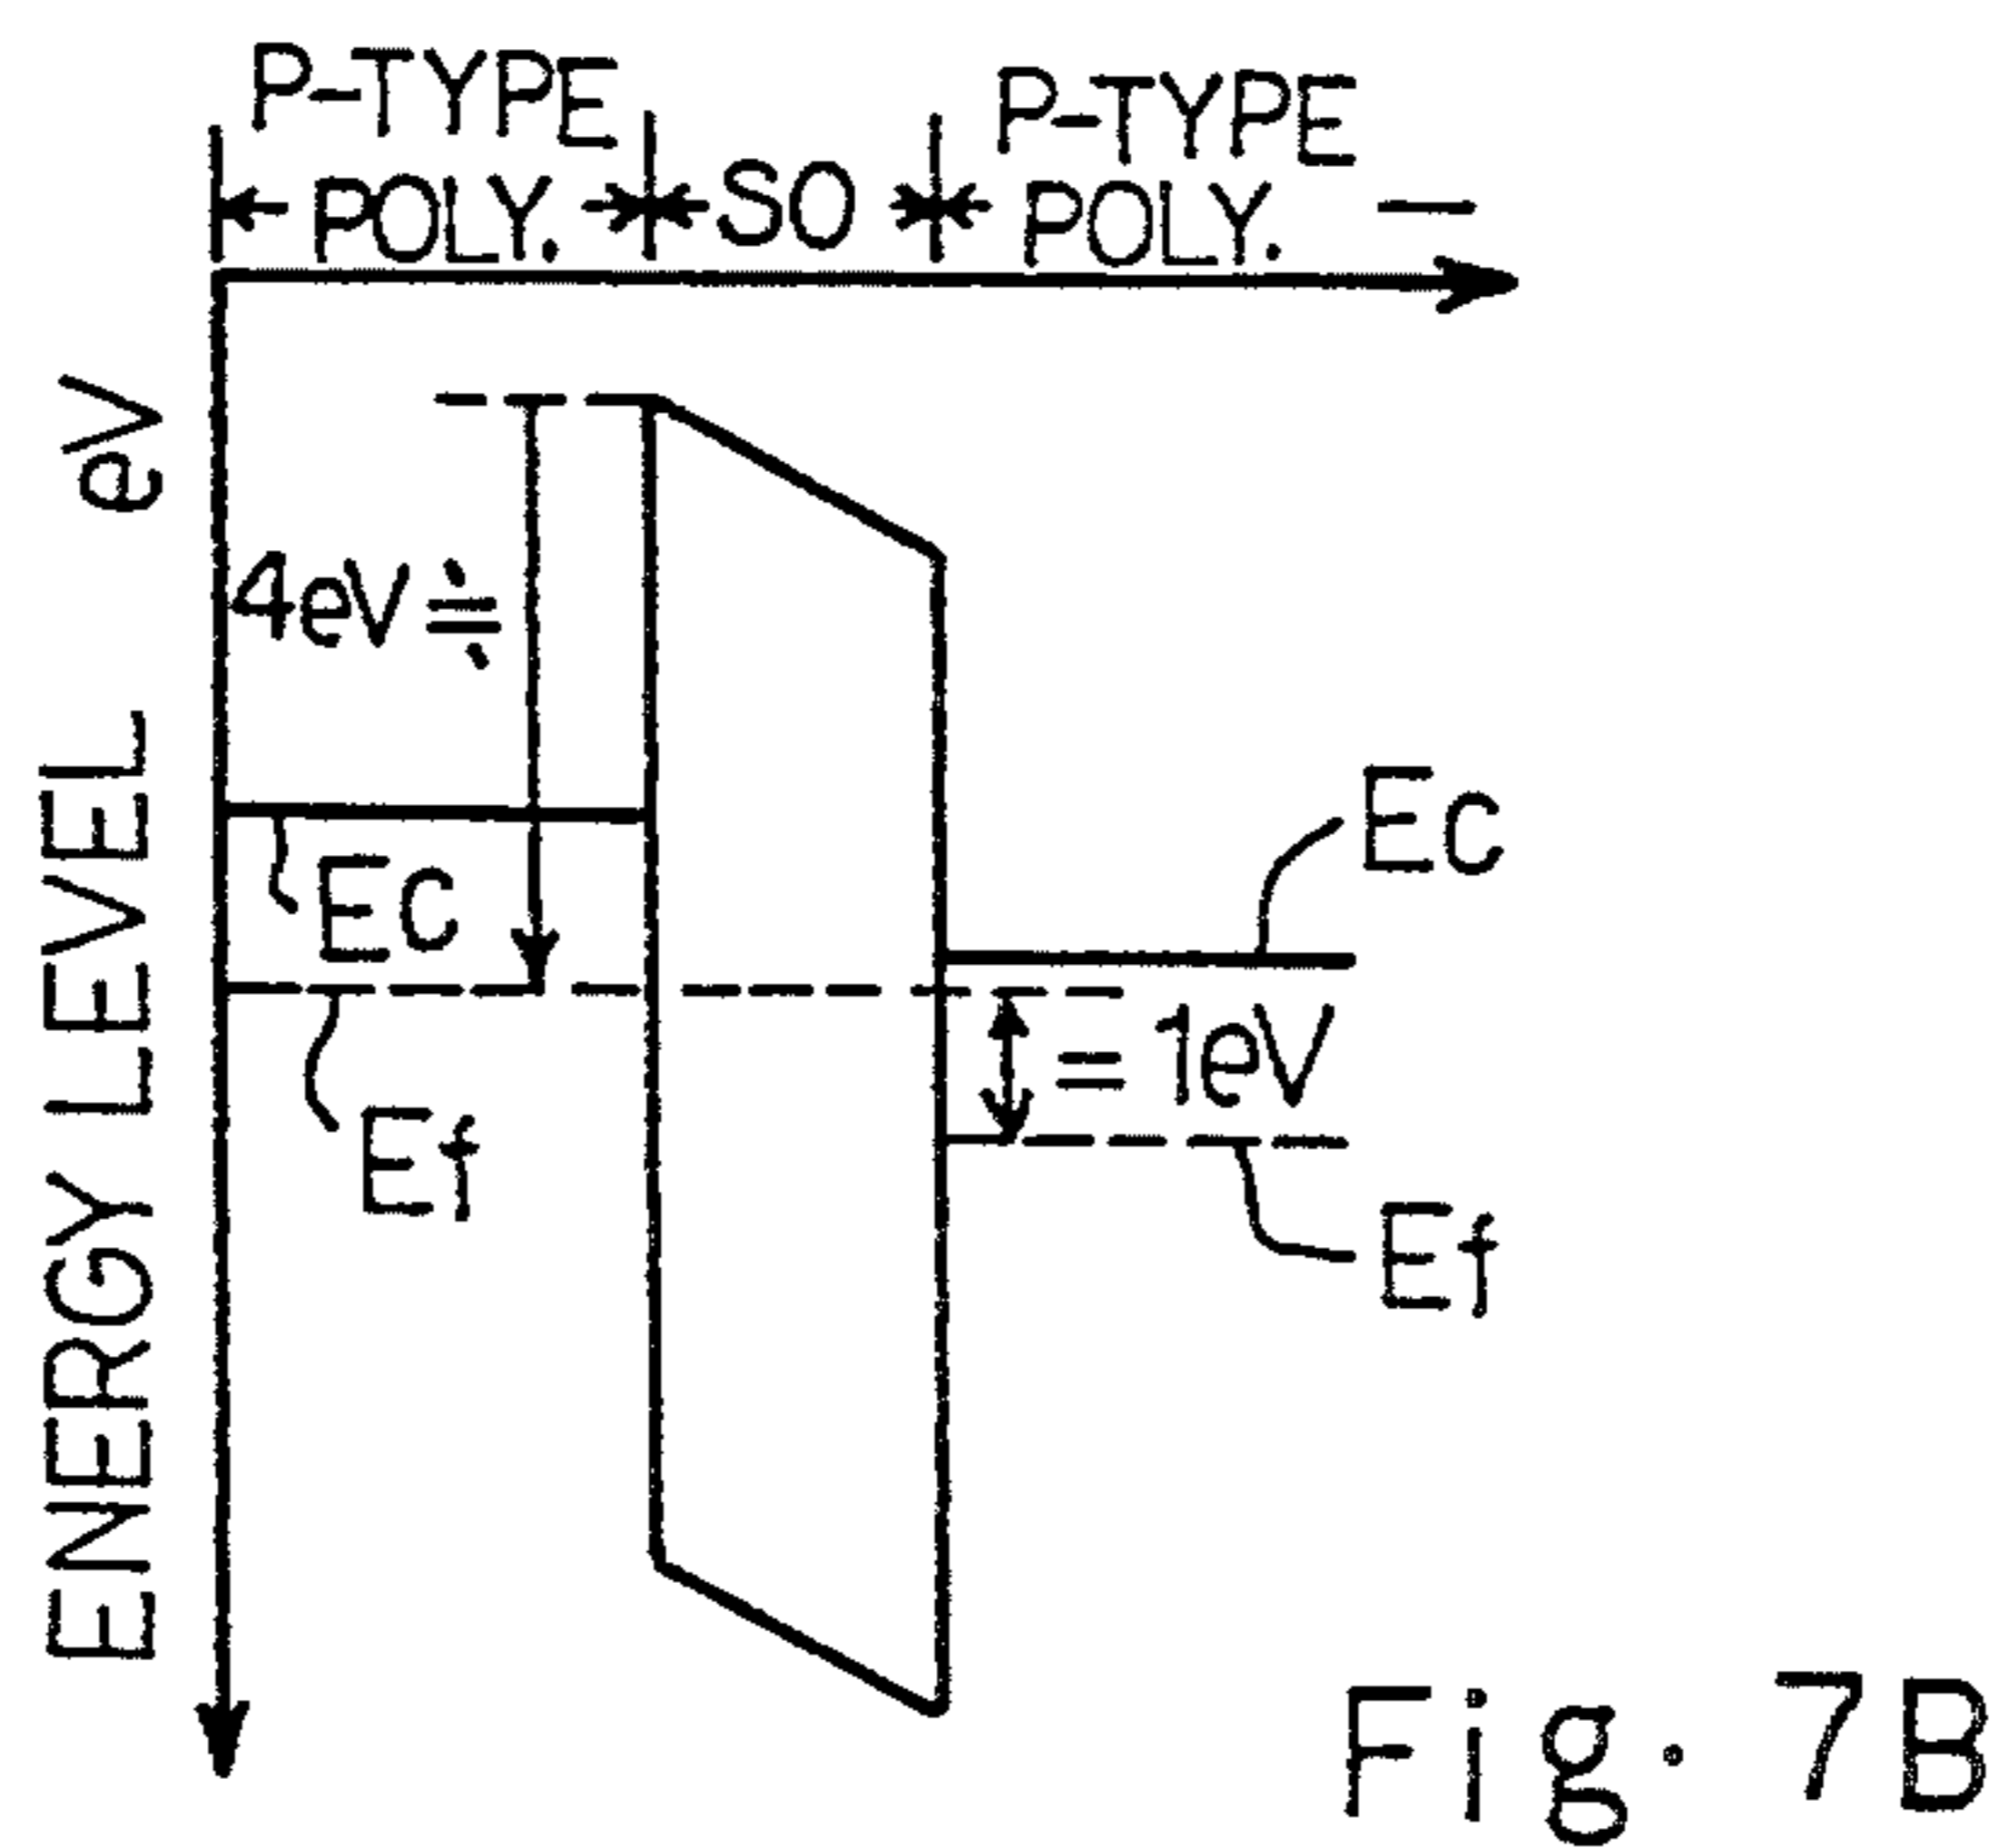 P-TYPE
POLY.
SO
P-TYPE
POLY.
ENERGY LEVEL eV
4eV≒
Ec
Ef
Ec
=1eV
Ef
Fig. 7B